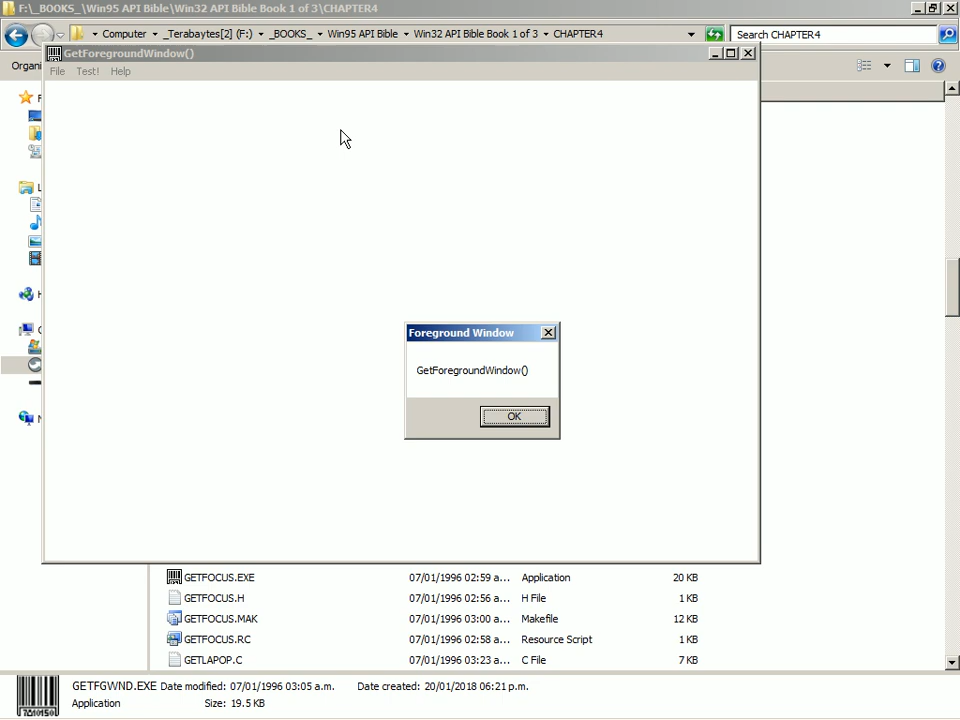 F:\_BOOKS_\Win95 API Bible\Win32 API Bible Book 1 of 3\CHAPTER4
Computer _Terabaytes[2] (F:) _BOOKS_ Win95 API Bible Win32 API Bible Book 1 of 3 CHAPTER4 Search CHAPTER4
Organi
GetForegroundWindow()
File Test! Help
Foreground Window
GetForegroundWindow()
OK
GETFOCUS.EXE 07/01/1996 02:59 a... Application 20 KB
GETFOCUS.H 07/01/1996 02:56 a... H File 1 KB
GETFOCUS.MAK 07/01/1996 03:00 a... Makefile 12 KB
GETFOCUS.RC 07/01/1996 02:58 a... Resource Script 1 KB
GETLAPOP.C 07/01/1996 03:23 a... C File 7 KB
GETFGWND.EXE Date modified: 07/01/1996 03:05 a.m. Date created: 20/01/2018 06:21 p.m.
Application Size: 19.5 KB